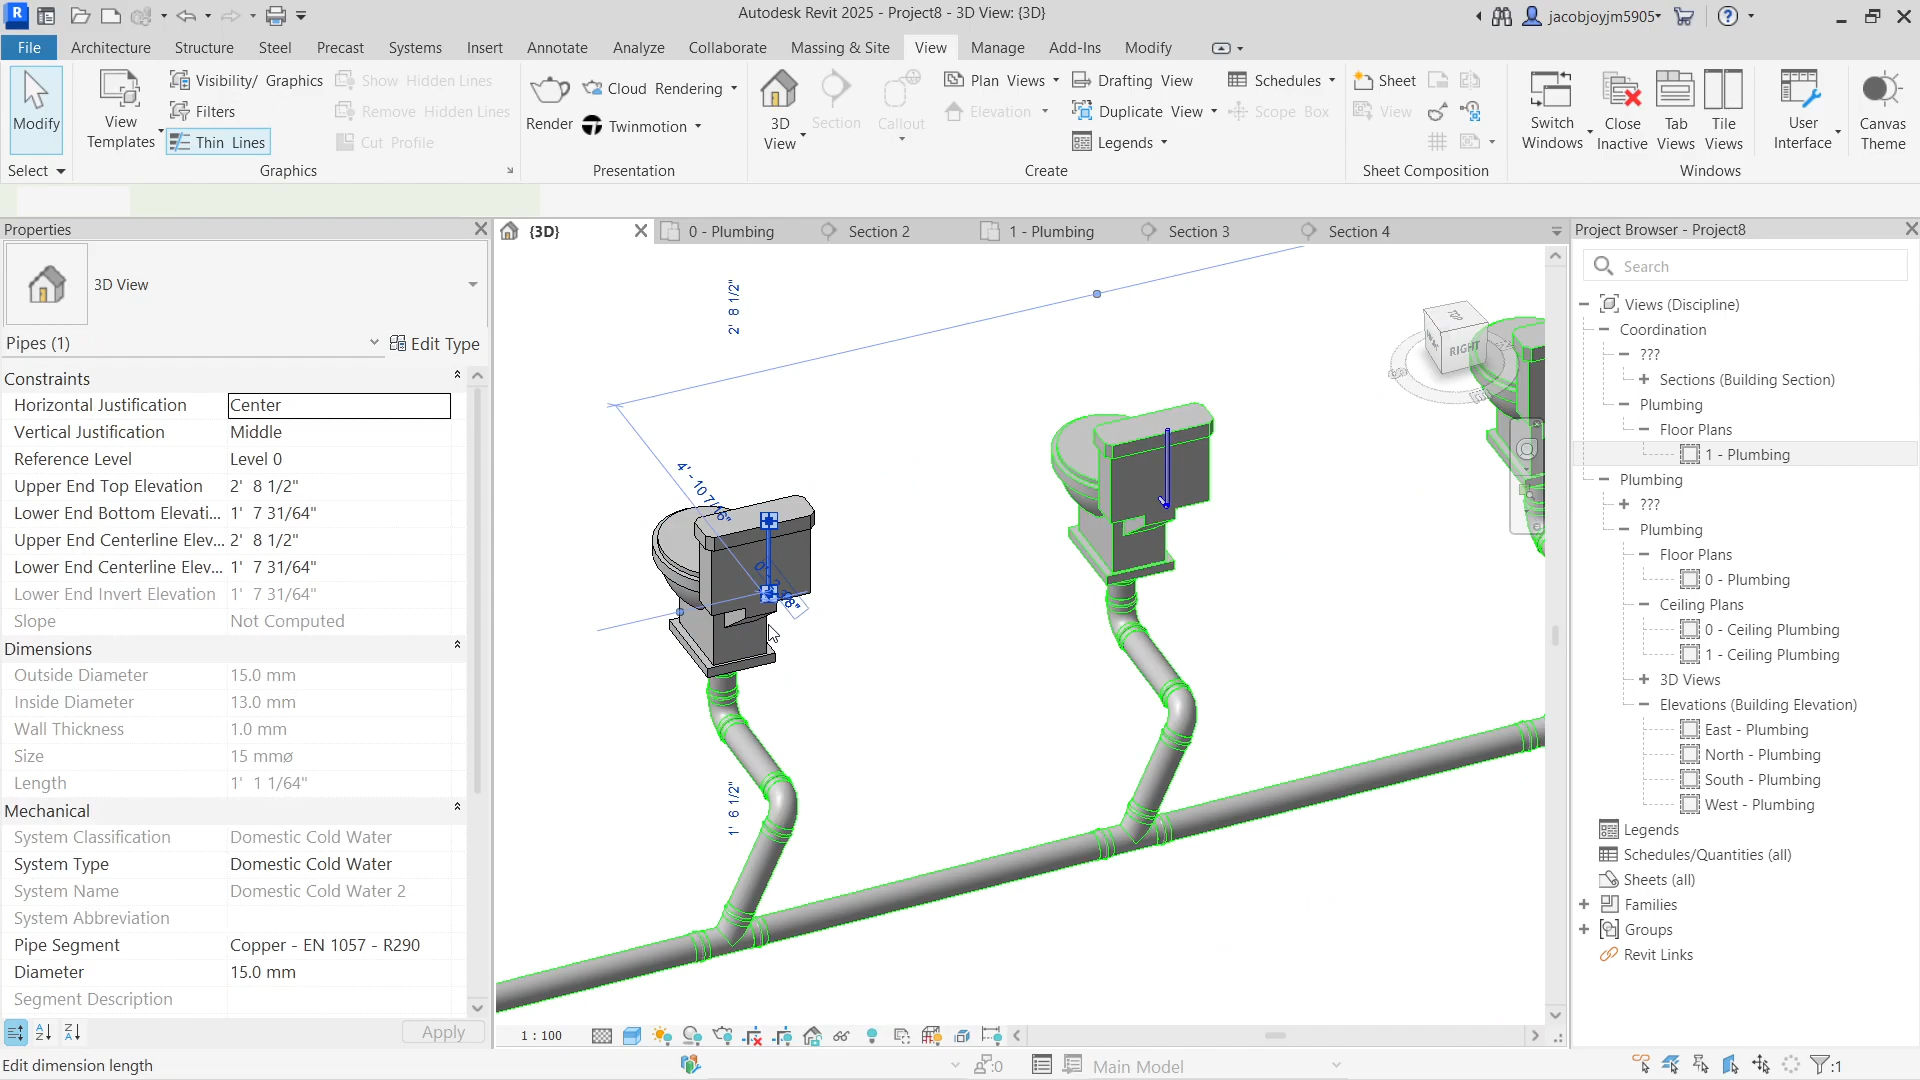 Autodesk Revit 2025 - Project8 - 3D View: {3D}
jacobjoyjm5905
File Architecture Structure Steel Precast Systems Insert Annotate Analyze Collaborate Massing & Site View Manage Add-Ins Modify
Modify
View Templates
Visibility/ Graphics
Filters
Thin Lines
Show Hidden Lines
Remove Hidden Lines
Cut Profile
Render
Cloud Rendering
Twinmotion
3D View
Section
Callout
Plan Views
Elevation
Drafting View
Duplicate View
Legends
Schedules
Scope Box
Sheet
View
Switch Windows
Close Inactive
Tab Views
Tile Views
User Interface
Canvas Theme
Select Graphics Presentation Create Sheet Composition Windows
Properties
3D View
Pipes (1) Edit Type
Constraints
Horizontal Justification Center
Vertical Justification Middle
Reference Level Level 0
Upper End Top Elevation 2' 8 1/2"
Lower End Bottom Elevati... 1' 7 31/64"
Upper End Centerline Elev... 2' 8 1/2"
Lower End Centerline Elev... 1' 7 31/64"
Lower End Invert Elevation 1' 7 31/64"
Slope Not Computed
Dimensions
Outside Diameter 15.0 mm
Inside Diameter 13.0 mm
Wall Thickness 1.0 mm
Size 15 mmø
Length 1' 1 1/64"
Mechanical
System Classification Domestic Cold Water
System Type Domestic Cold Water
System Name Domestic Cold Water 2
System Abbreviation
Pipe Segment Copper - EN 1057 - R290
Diameter 15.0 mm
Segment Description
Apply
Edit dimension length
{3D} 0 - Plumbing Section 2 1 - Plumbing Section 3 Section 4
2' 8 1/2"
4' - 10 7/16"
1' 6 1/2"
TOP
RIGHT
1 : 100
:0
Main Model
:1
Project Browser - Project8
Search
Views (Discipline)
Coordination
???
Sections (Building Section)
Plumbing
Floor Plans
1 - Plumbing
Plumbing
???
Plumbing
Floor Plans
0 - Plumbing
Ceiling Plans
0 - Ceiling Plumbing
1 - Ceiling Plumbing
3D Views
Elevations (Building Elevation)
East - Plumbing
North - Plumbing
South - Plumbing
West - Plumbing
Legends
Schedules/Quantities (all)
Sheets (all)
Families
Groups
Revit Links